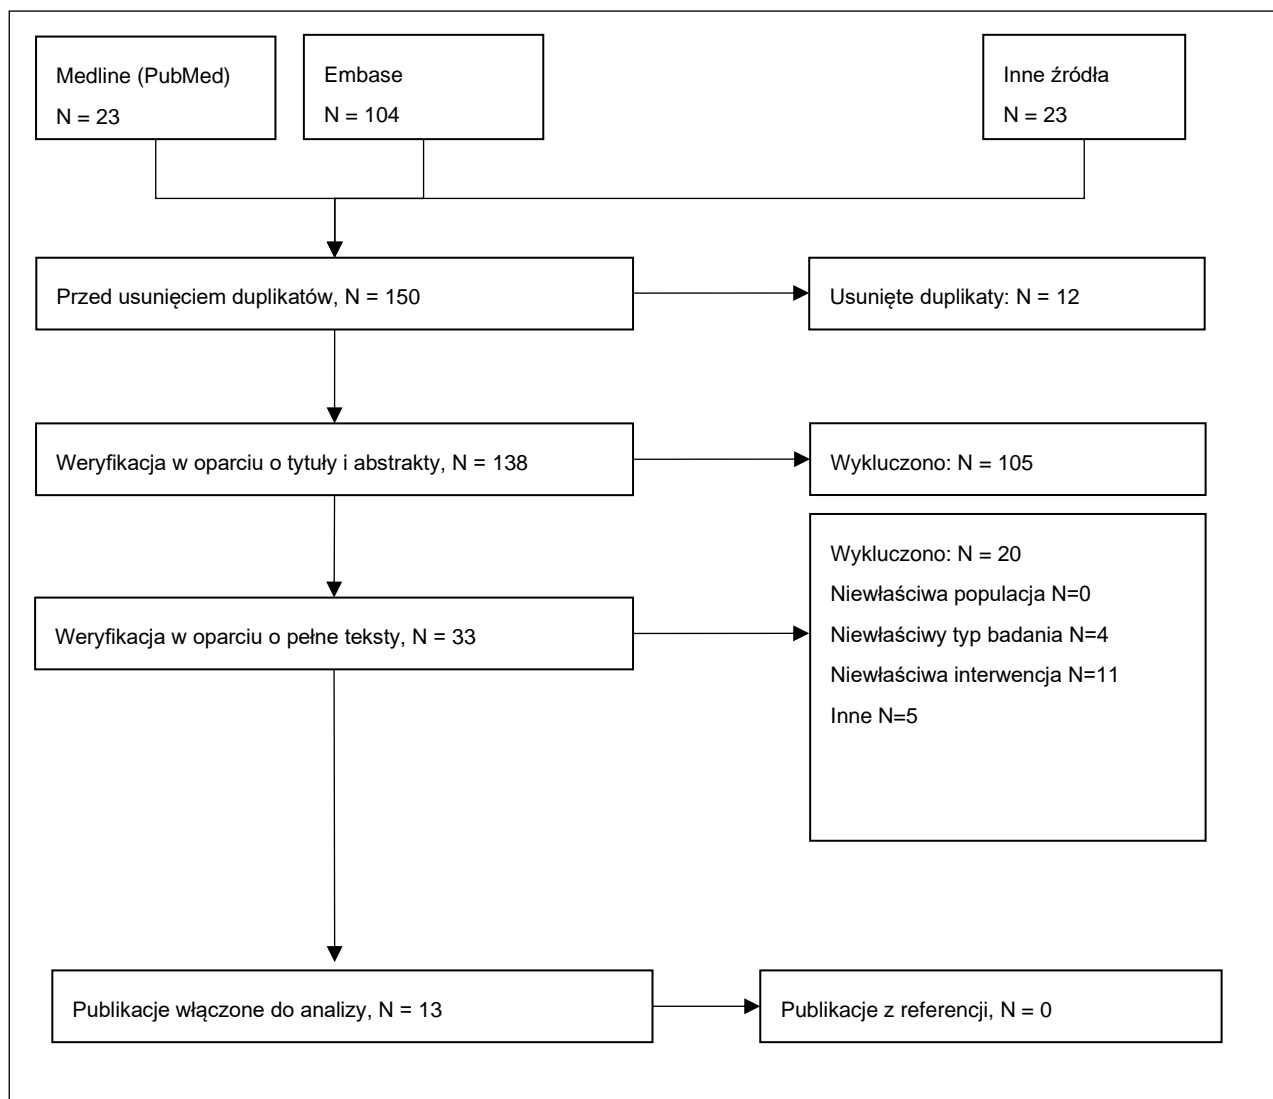 Medline (PubMed)
N = 23
Embase
N = 104
Inne źródła
N = 23
Przed usunięciem duplikatów, N = 150
Usunięte duplikaty: N = 12
Weryfikacja w oparciu o tytuły i abstrakty, N = 138
Wykluczono: N = 105
Weryfikacja w oparciu o pełne teksty, N = 33
Wykluczono: N = 20
Niewłaściwa populacja N=0
Niewłaściwy typ badania N=4
Niewłaściwa interwencja N=11
Inne N=5
Publikacje włączone do analizy, N = 13
Publikacje z referencji, N = 0